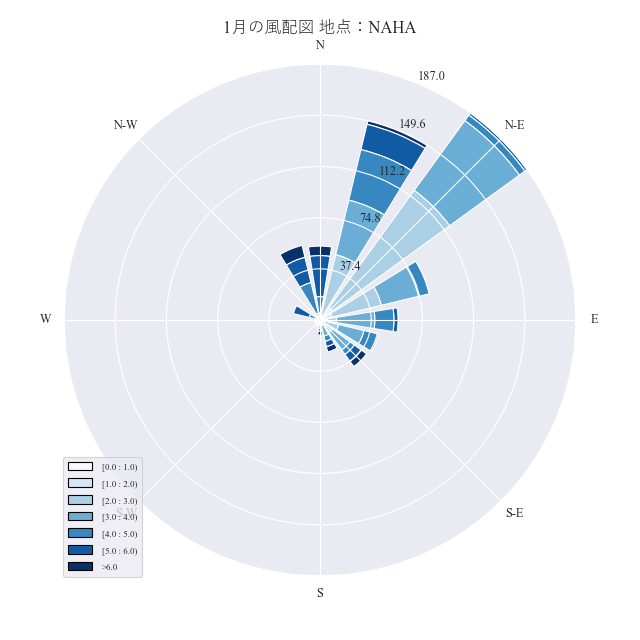 1月の風配図 地点：NAHA
N
187.0
N-W
149.6
N-E
112.2
74.8
37.4
W
E
[0.0 : 1.0)
[1.0 : 2.0)
[2.0 : 3.0)
S-W
[3.0 : 4.0)
S-E
[4.0 : 5.0)
[5.0 : 6.0)
>6.0
S